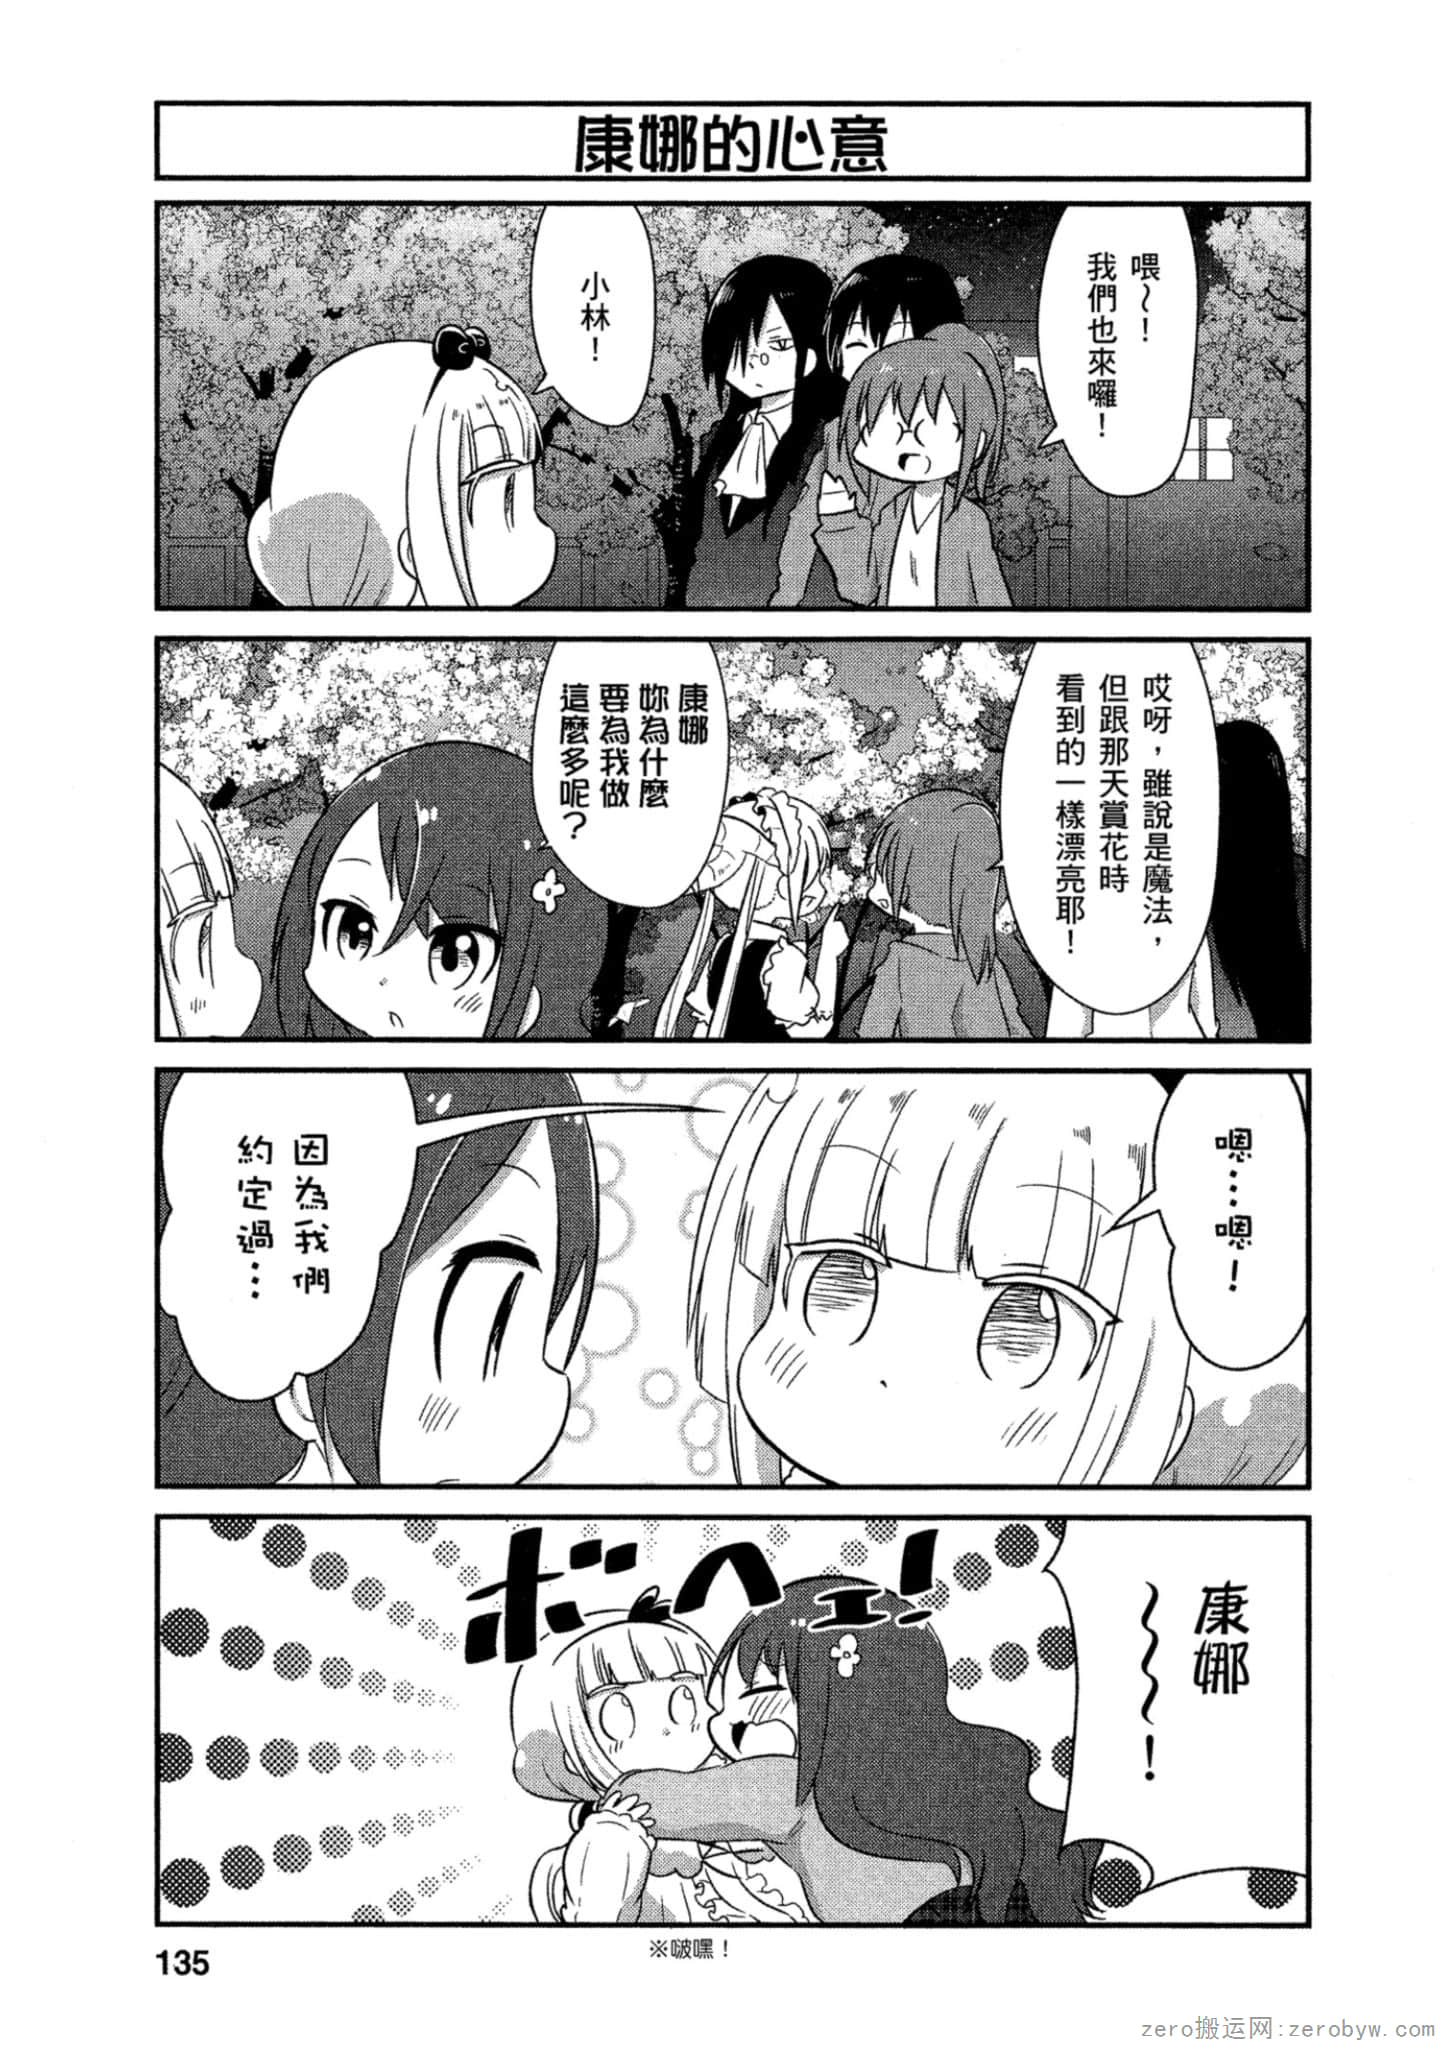 康娜的心意
喂～！
我們也來囉！
小林！
哎呀，雖說是魔法，
但跟那天賞花時
看到的一樣漂亮耶！
康娜
妳為什麼
要為我做
這麼多呢？
嗯…嗯！
因為我們
約定過…
康娜
～～～！
ボヘェ！
※啵嘿！
135
zero搬运网:zerobyw.com